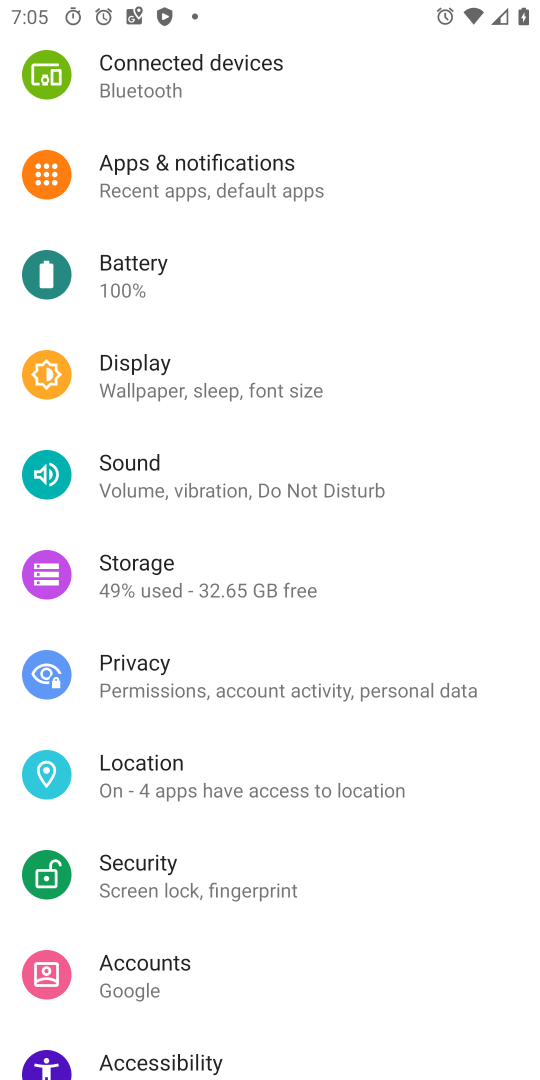 7:05
Connected devices
Bluetooth
Apps & notifications
Recent apps, default apps
Battery
100%
Display
Wallpaper, sleep, font size
Sound
Volume, vibration, Do Not Disturb
Storage
49% used - 32.65 GB free
Privacy
Permissions, account activity, personal data
Location
On - 4 apps have access to location
Security
Screen lock, fingerprint
Accounts
Google
Accessibility